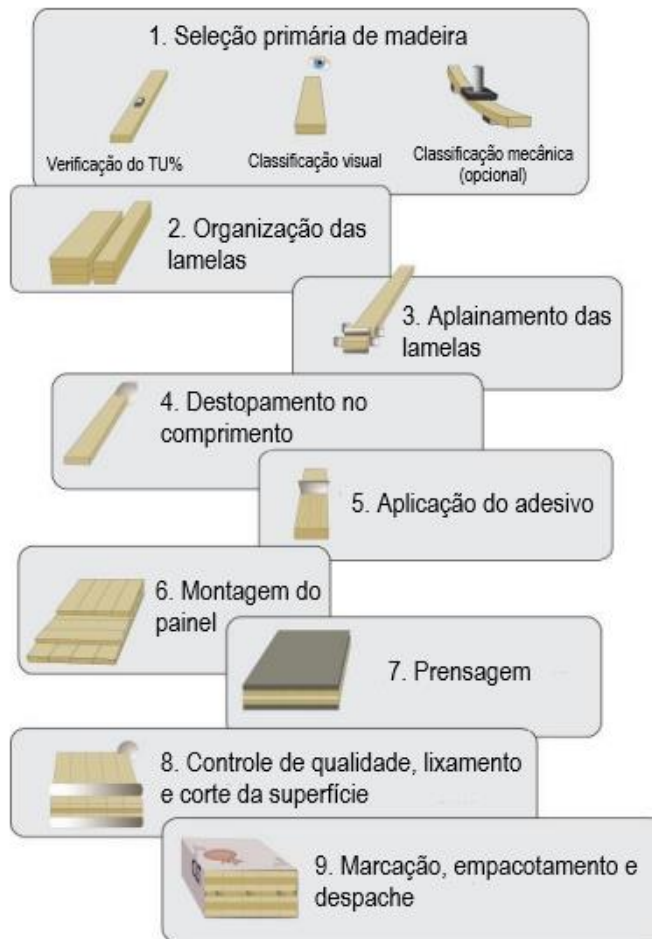 1. Seleção primária de madeira
Verificação do TU%
Classificação visual
Classificação mecânica
(opcional)
2. Organização das
lamelas
3. Aplainamento das
lamelas
4. Destopamento no
comprimento
5. Aplicação do adesivo
6. Montagem do
painel
7. Prensagem
8. Controle de qualidade, lixamento
e corte da superfície
9. Marcação, empacotamento e
despache